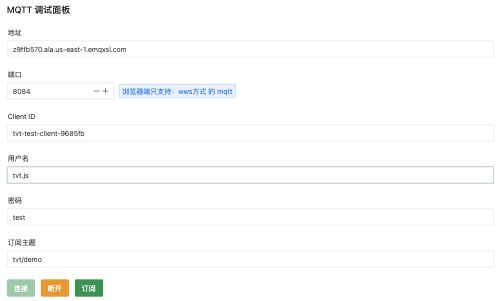 MQTT 调试面板
地址
z9ffb570.ala.us-east-1.emqxsl.com
端口
8084
浏览器端只支持：wws方式 的 mqtt
Client ID
tvt-test-client-9685fb
用户名
tvt.js
密码
test
订阅主题
tvt/demo
连接 断开 订阅